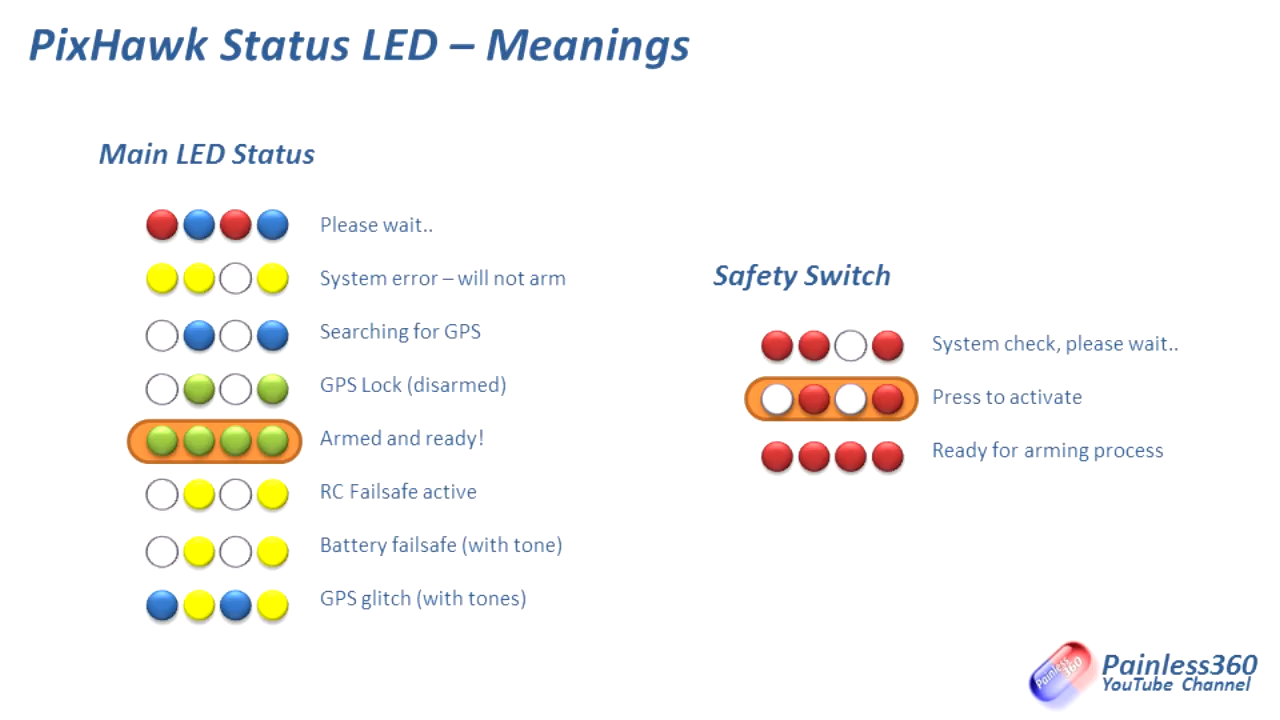 PixHawk Status LED – Meanings
Main LED Status
Please wait..
System error – will not arm
Searching for GPS
GPS Lock (disarmed)
Armed and ready!
RC Failsafe active
Battery failsafe (with tone)
GPS glitch (with tones)
Safety Switch
System check, please wait..
Press to activate
Ready for arming process
Painless
360
Painless360
YouTube Channel